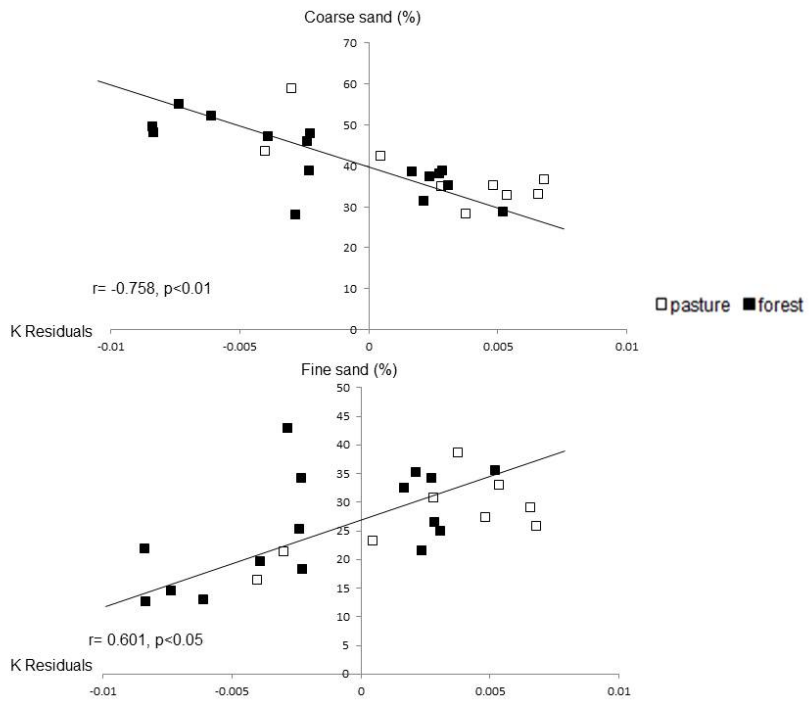 Coarse sand (%)
70
60
50
40
30
20
10
0
r= -0.758, p<0.01
K Residuals
-0.01 -0.005 0 0.005 0.01
pasture forest
Fine sand (%)
50
45
40
35
30
25
20
15
10
5
0
r= 0.601, p<0.05
K Residuals
-0.01 -0.005 0 0.005 0.01